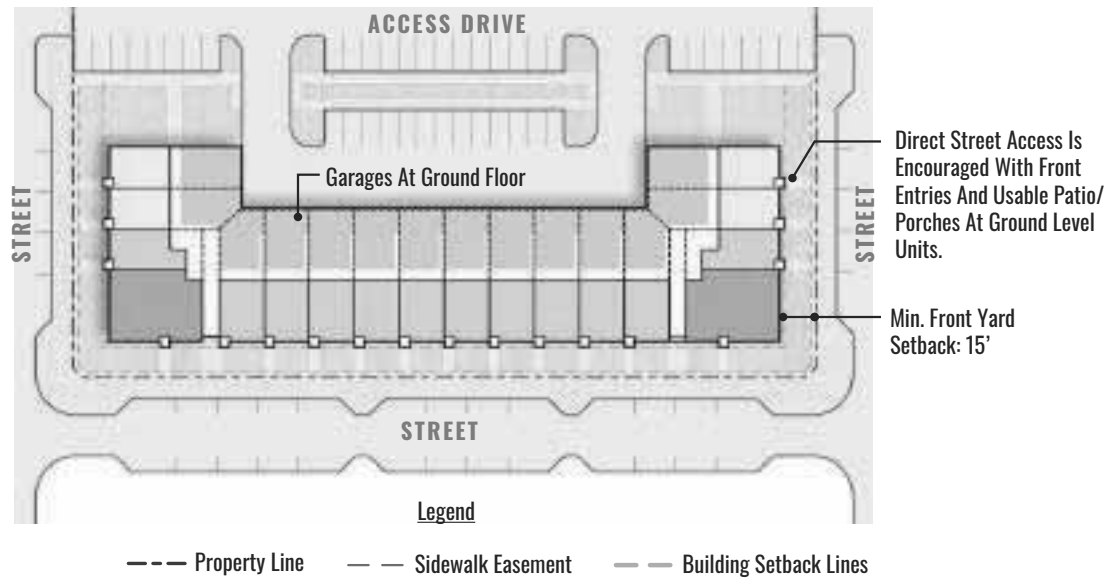 ACCESS DRIVE
Garages At Ground Floor
Direct Street Access Is
Encouraged With Front
Entries And Usable Patio/
Porches At Ground Level
Units.
STREET
STREET
Min. Front Yard
Setback: 15’
STREET
Legend
Property Line
Sidewalk Easement
Building Setback Lines